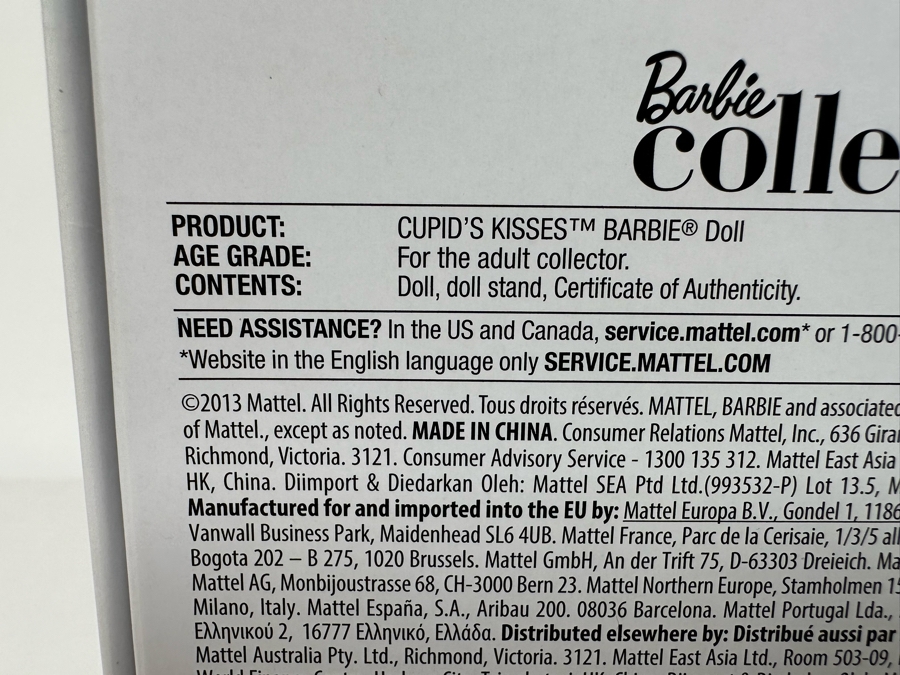 Barbie
colle
PRODUCT: CUPID'S KISSES™ BARBIE® Doll
AGE GRADE: For the adult collector.
CONTENTS: Doll, doll stand, Certificate of Authenticity.
NEED ASSISTANCE? In the US and Canada, service.mattel.com* or 1-800-
*Website in the English language only SERVICE.MATTEL.COM
©2013 Mattel. All Rights Reserved. Tous droits réservés. MATTEL, BARBIE and associated
of Mattel., except as noted. MADE IN CHINA. Consumer Relations Mattel, Inc., 636 Girar
Richmond, Victoria. 3121. Consumer Advisory Service - 1300 135 312. Mattel East Asia
HK, China. Diimport & Diedarkan Oleh: Mattel SEA Ptd Ltd.(993532-P) Lot 13.5, M
Manufactured for and imported into the EU by: Mattel Europa B.V., Gondel 1, 1186
Vanwall Business Park, Maidenhead SL6 4UB. Mattel France, Parc de la Cerisaie, 1/3/5 all
Bogota 202 – B 275, 1020 Brussels. Mattel GmbH, An der Trift 75, D-63303 Dreieich. Ma
Mattel AG, Monbijoustrasse 68, CH-3000 Bern 23. Mattel Northern Europe, Stamholmen 15
Milano, Italy. Mattel España, S.A., Aribau 200. 08036 Barcelona. Mattel Portugal Lda.,
Ελληνικού 2, 16777 Ελληνικό, Ελλάδα. Distributed elsewhere by: Distribué aussi par
Mattel Australia Pty. Ltd., Richmond, Victoria. 3121. Mattel East Asia Ltd., Room 503-09,